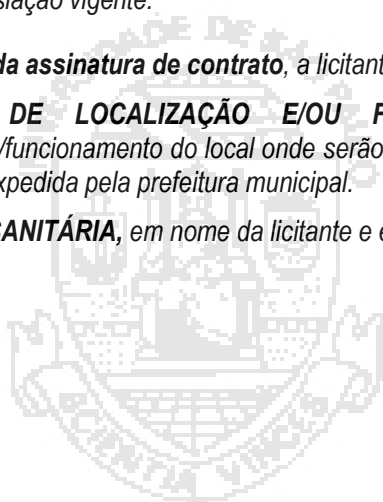 slação vigente.
da assinatura de contrato, a licitant
DE LOCALIZAÇÃO E/OU F
/funcionamento do local onde serão
xpedida pela prefeitura municipal.
SANITÁRIA, em nome da licitante e e